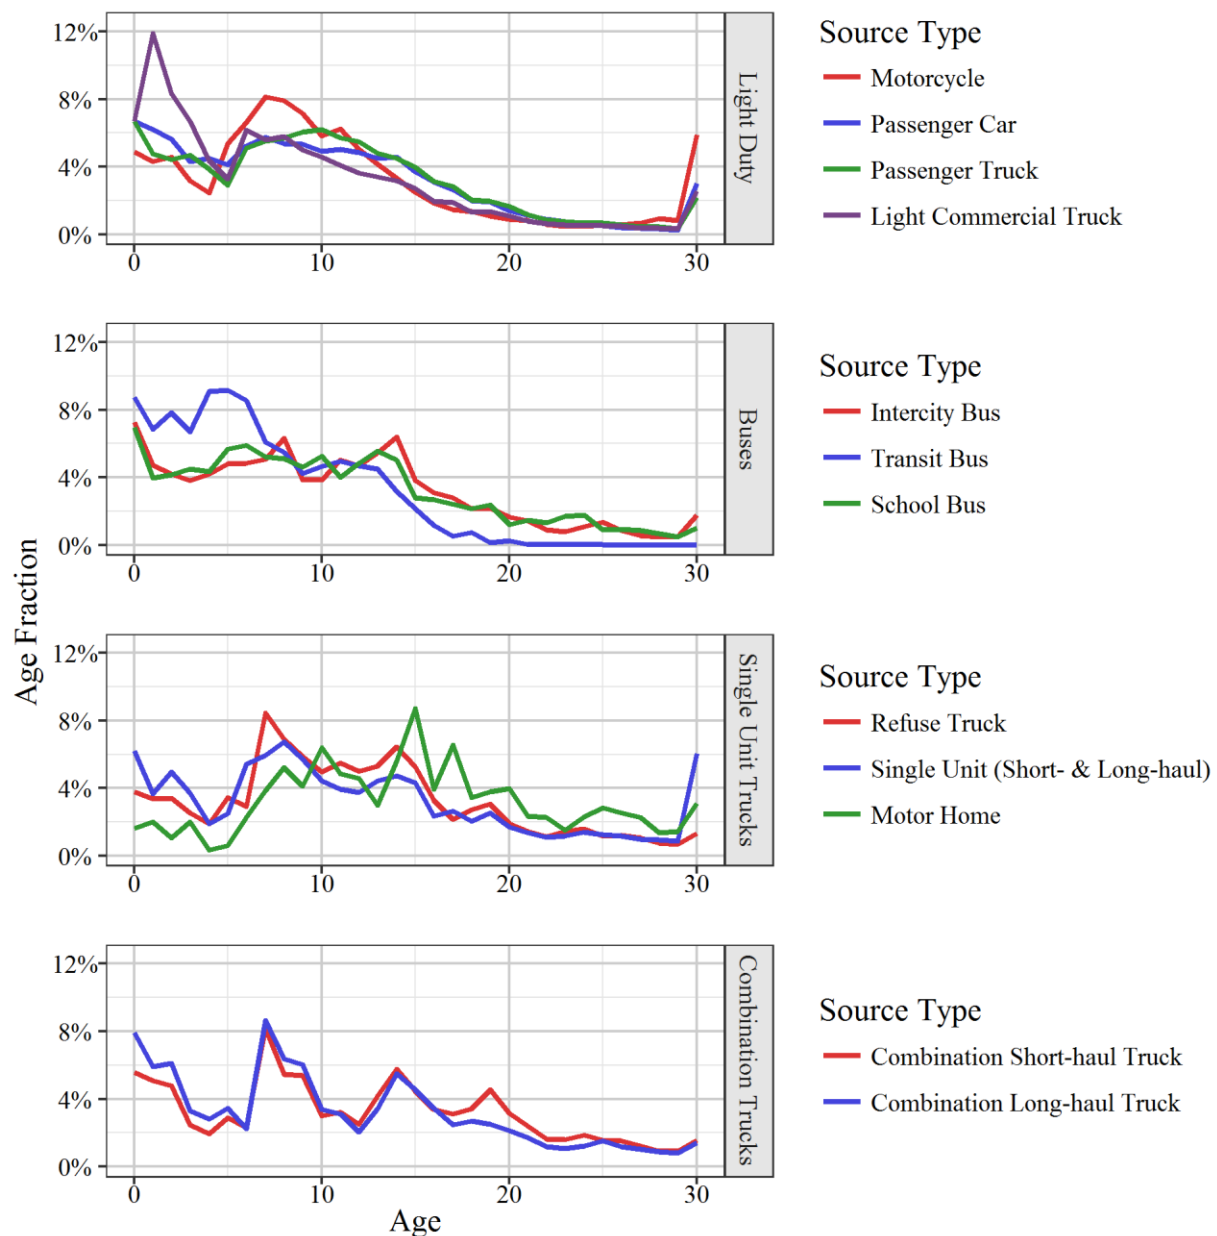 12%
8%
4%
0%
0
10
20
30
Light Duty
Source Type
Motorcycle
Passenger Car
Passenger Truck
Light Commercial Truck
12%
8%
4%
0%
0
10
20
30
Buses
Source Type
Intercity Bus
Transit Bus
School Bus
Age Fraction
12%
8%
4%
0%
0
10
20
30
Single Unit Trucks
Source Type
Refuse Truck
Single Unit (Short- & Long-haul)
Motor Home
12%
8%
4%
0%
0
10
20
30
Combination Trucks
Source Type
Combination Short-haul Truck
Combination Long-haul Truck
Age